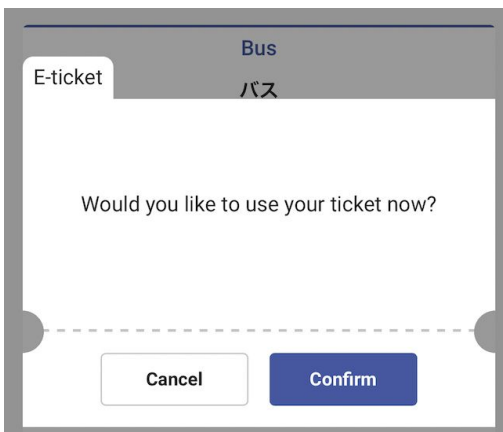 Bus
E-ticket
バス
Would you like to use your ticket now?
Cancel
Confirm